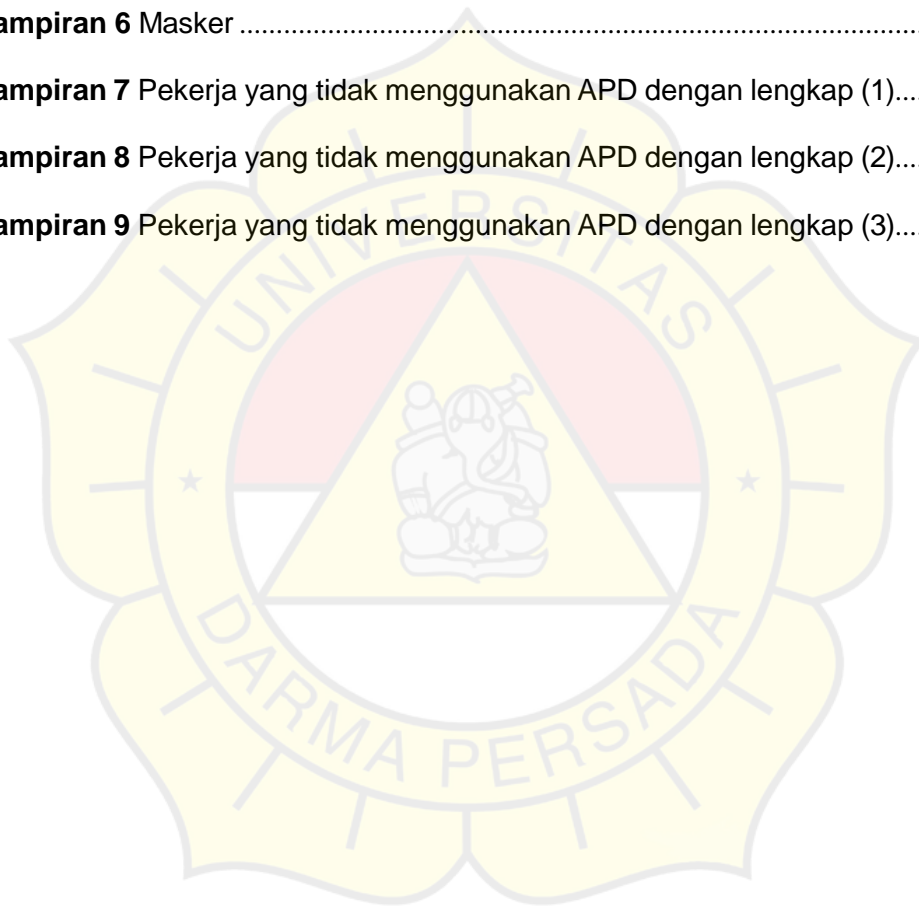 ampiran 6 Masker ................................................................................
ampiran 7 Pekerja yang tidak menggunakan APD dengan lengkap (1)....
ampiran 8 Pekerja yang tidak menggunakan APD dengan lengkap (2)....
ampiran 9 Pekerja yang tidak menggunakan APD dengan lengkap (3)....
UNIVERSITAS
DARMA PERSADA